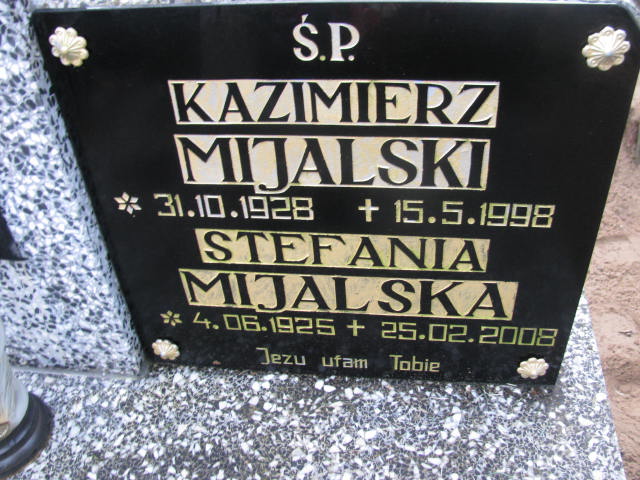 Ś.P.
KAZIMIERZ
MIJALSKI
* 31.10.1928 + 15.5.1998
STEFANIA
MIJALSKA
* 4.06.1925 + 25.02.2008
Jezu ufam Tobie